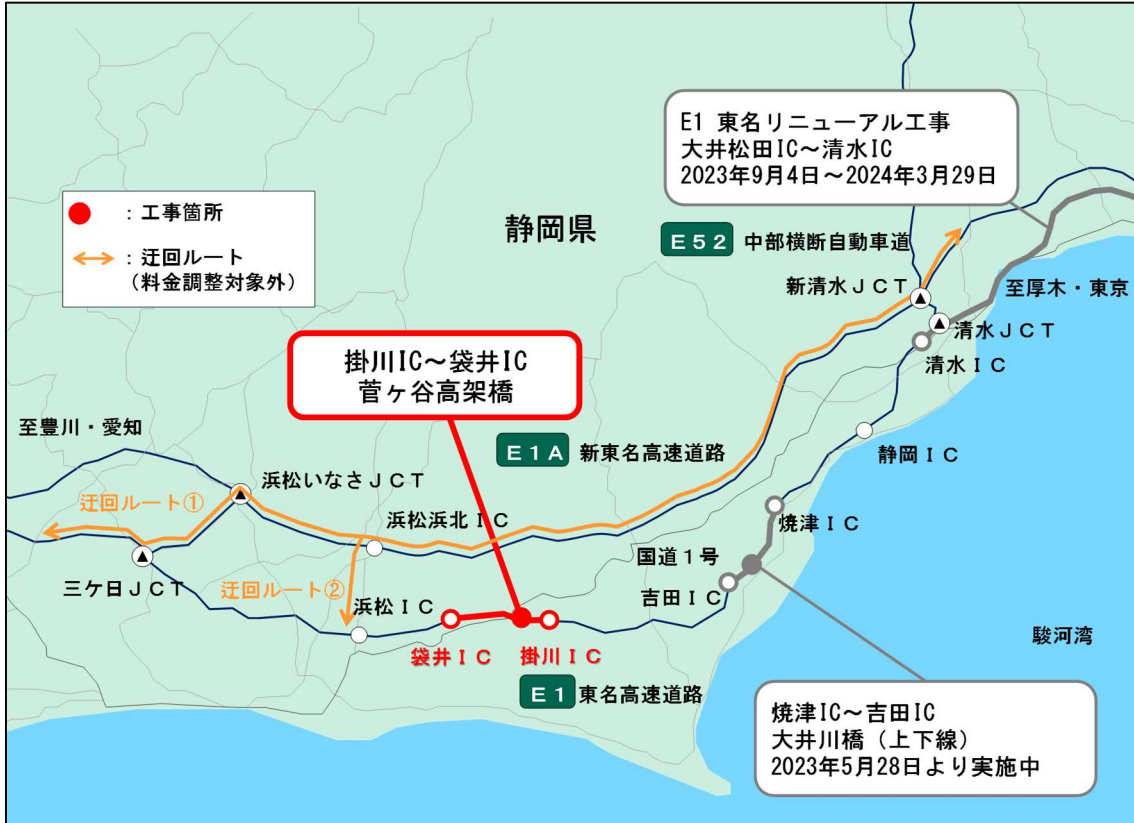 E1 東名リニューアル工事
大井松田IC～清水IC
2023年9月4日～2024年3月29日
：工事箇所
：迂回ルート
（料金調整対象外）
静岡県
E52 中部横断自動車道
新清水JCT
至厚木・東京
清水JCT
清水IC
掛川IC～袋井IC
菅ヶ谷高架橋
至豊川・愛知
E1A 新東名高速道路
静岡IC
浜松いなさJCT
迂回ルート①
浜松浜北IC
焼津IC
国道1号
三ケ日JCT
迂回ルート②
吉田IC
浜松IC
駿河湾
袋井IC 掛川IC
E1 東名高速道路
焼津IC～吉田IC
大井川橋（上下線）
2023年5月28日より実施中